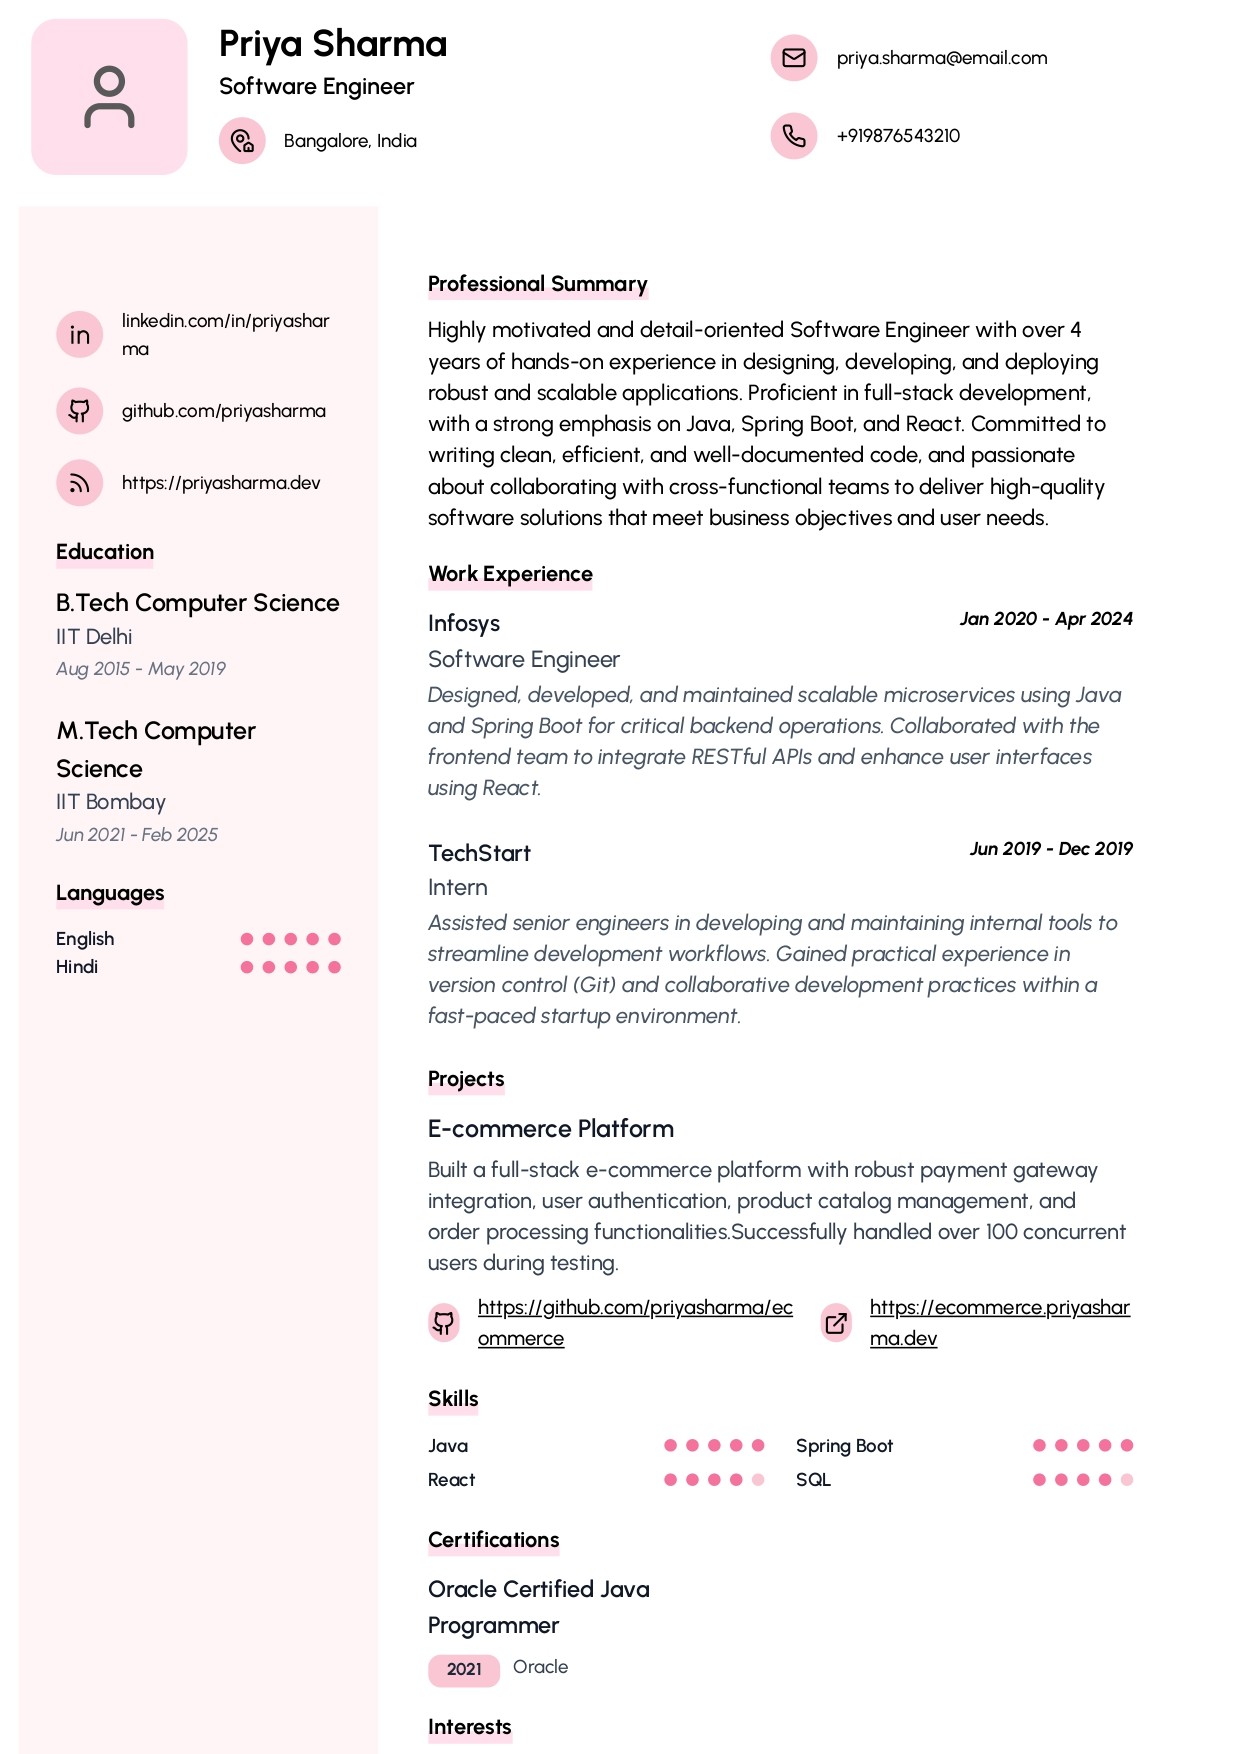 Priya Sharma
Software Engineer
Bangalore, India
priya.sharma@email.com
+919876543210
linkedin.com/in/priyashar
ma
github.com/priyasharma
https://priyasharma.dev
Education
B.Tech Computer Science
IIT Delhi
Aug 2015 - May 2019
M.Tech Computer
Science
IIT Bombay
Jun 2021 - Feb 2025
Languages
English
Hindi
Professional Summary
Highly motivated and detail-oriented Software Engineer with over 4
years of hands-on experience in designing, developing, and deploying
robust and scalable applications. Proficient in full-stack development,
with a strong emphasis on Java, Spring Boot, and React. Committed to
writing clean, efficient, and well-documented code, and passionate
about collaborating with cross-functional teams to deliver high-quality
software solutions that meet business objectives and user needs.
Work Experience
Infosys
Jan 2020 - Apr 2024
Software Engineer
Designed, developed, and maintained scalable microservices using Java
and Spring Boot for critical backend operations. Collaborated with the
frontend team to integrate RESTful APIs and enhance user interfaces
using React.
TechStart
Jun 2019 - Dec 2019
Intern
Assisted senior engineers in developing and maintaining internal tools to
streamline development workflows. Gained practical experience in
version control (Git) and collaborative development practices within a
fast-paced startup environment.
Projects
E-commerce Platform
Built a full-stack e-commerce platform with robust payment gateway
integration, user authentication, product catalog management, and
order processing functionalities.Successfully handled over 100 concurrent
users during testing.
https://github.com/priyasharma/ec
ommerce
https://ecommerce.priyashar
ma.dev
Skills
Java
Spring Boot
React
SQL
Certifications
Oracle Certified Java
Programmer
2021 Oracle
Interests